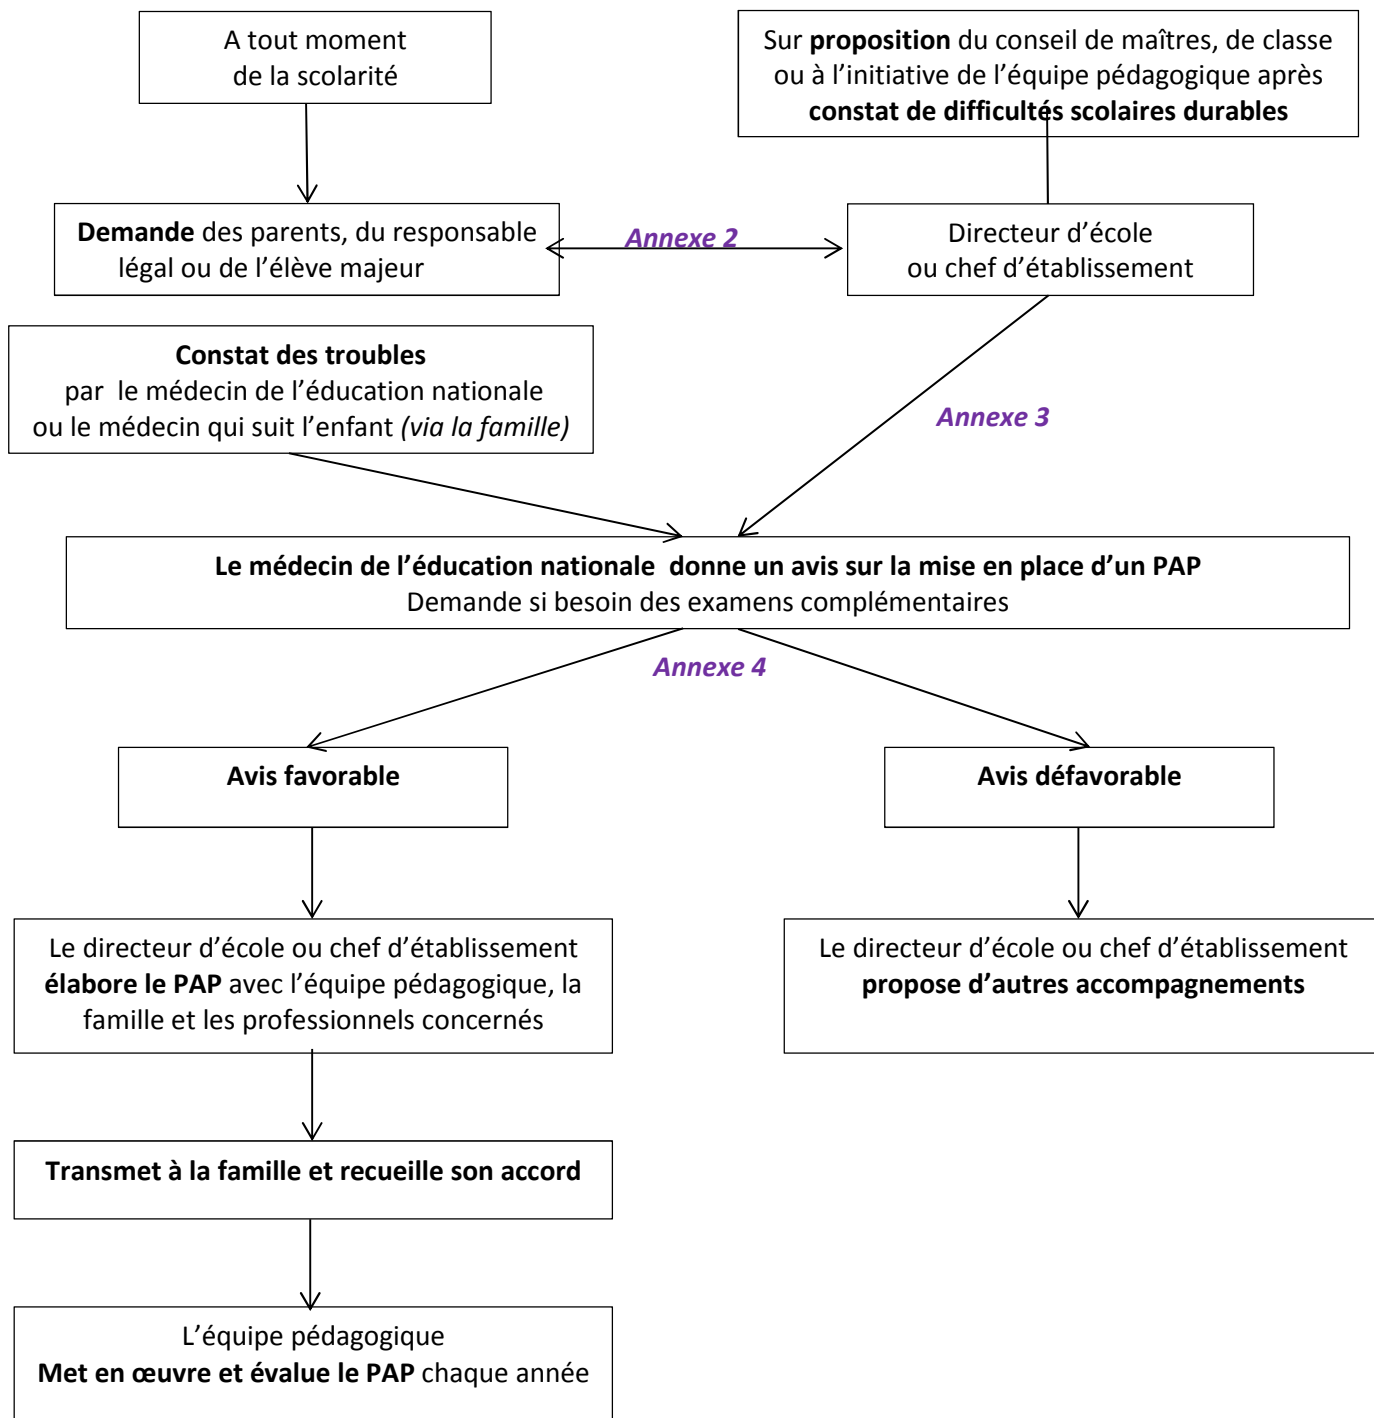 A tout moment
de la scolarité
Sur proposition du conseil de maîtres, de classe
ou à l’initiative de l’équipe pédagogique après
constat de difficultés scolaires durables
Demande des parents, du responsable
légal ou de l’élève majeur
Annexe 2
Directeur d’école
ou chef d’établissement
Constat des troubles
par le médecin de l’éducation nationale
ou le médecin qui suit l’enfant (via la famille)
Annexe 3
Le médecin de l’éducation nationale donne un avis sur la mise en place d’un PAP
Demande si besoin des examens complémentaires
Annexe 4
Avis favorable
Avis défavorable
Le directeur d’école ou chef d’établissement
élabore le PAP avec l’équipe pédagogique, la
famille et les professionnels concernés
Le directeur d’école ou chef d’établissement
propose d’autres accompagnements
Transmet à la famille et recueille son accord
L’équipe pédagogique
Met en œuvre et évalue le PAP chaque année